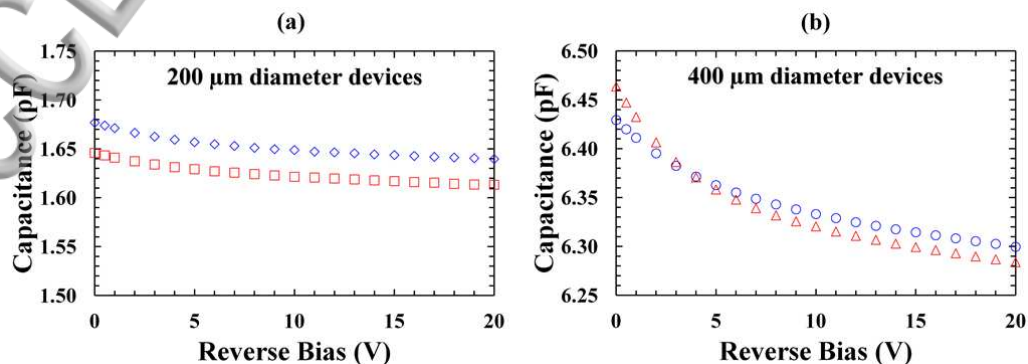 (a)
200 µm diameter devices
Capacitance (pF)
1.75
1.70
1.65
1.60
1.55
1.50
0
5
10
15
20
Reverse Bias (V)
(b)
400 µm diameter devices
Capacitance (pF)
6.50
6.45
6.40
6.35
6.30
6.25
0
5
10
15
20
Reverse Bias (V)